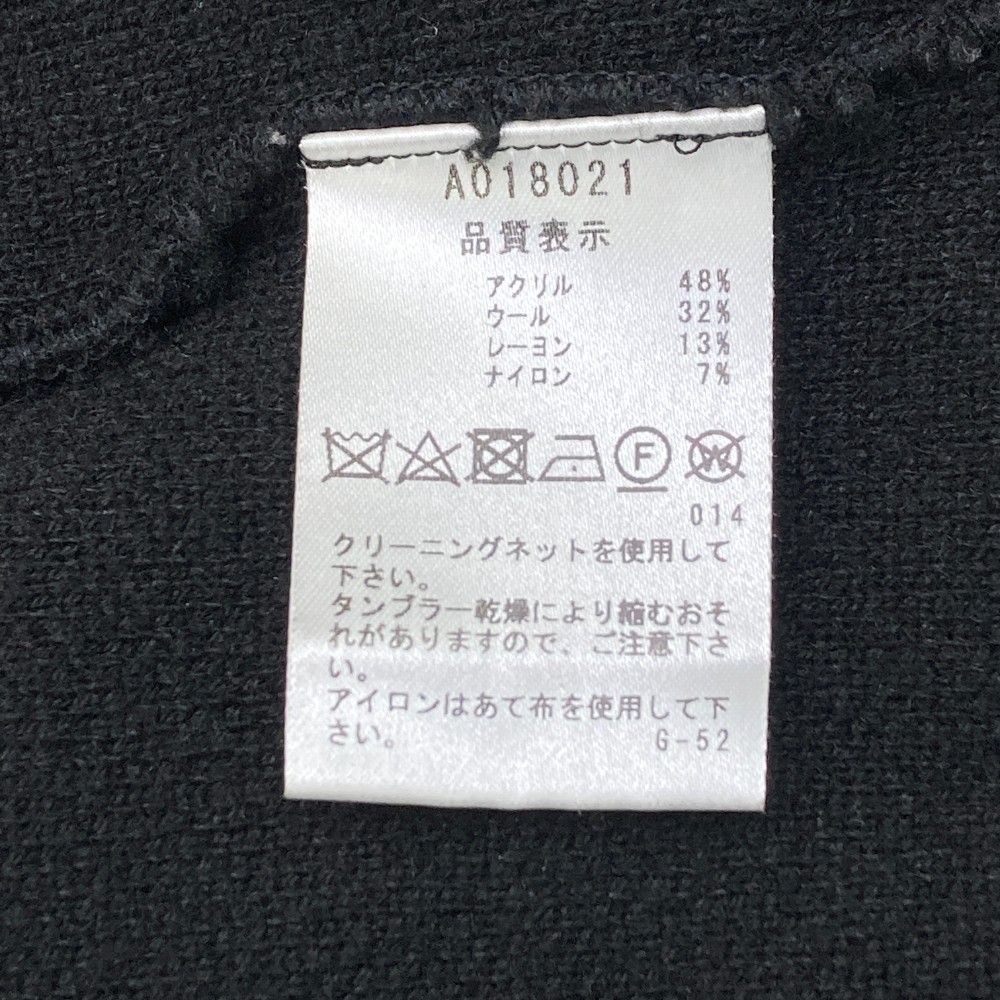 A018021
品質表示
アクリル 48%
ウール 32%
レーヨン 13%
ナイロン 7%
F W
014
クリーニングネットを使用して
下さい。
タンブラー乾燥により縮むおそ
れがありますので、ご注意下さ
い。
アイロンはあて布を使用して下
さい。 G-52